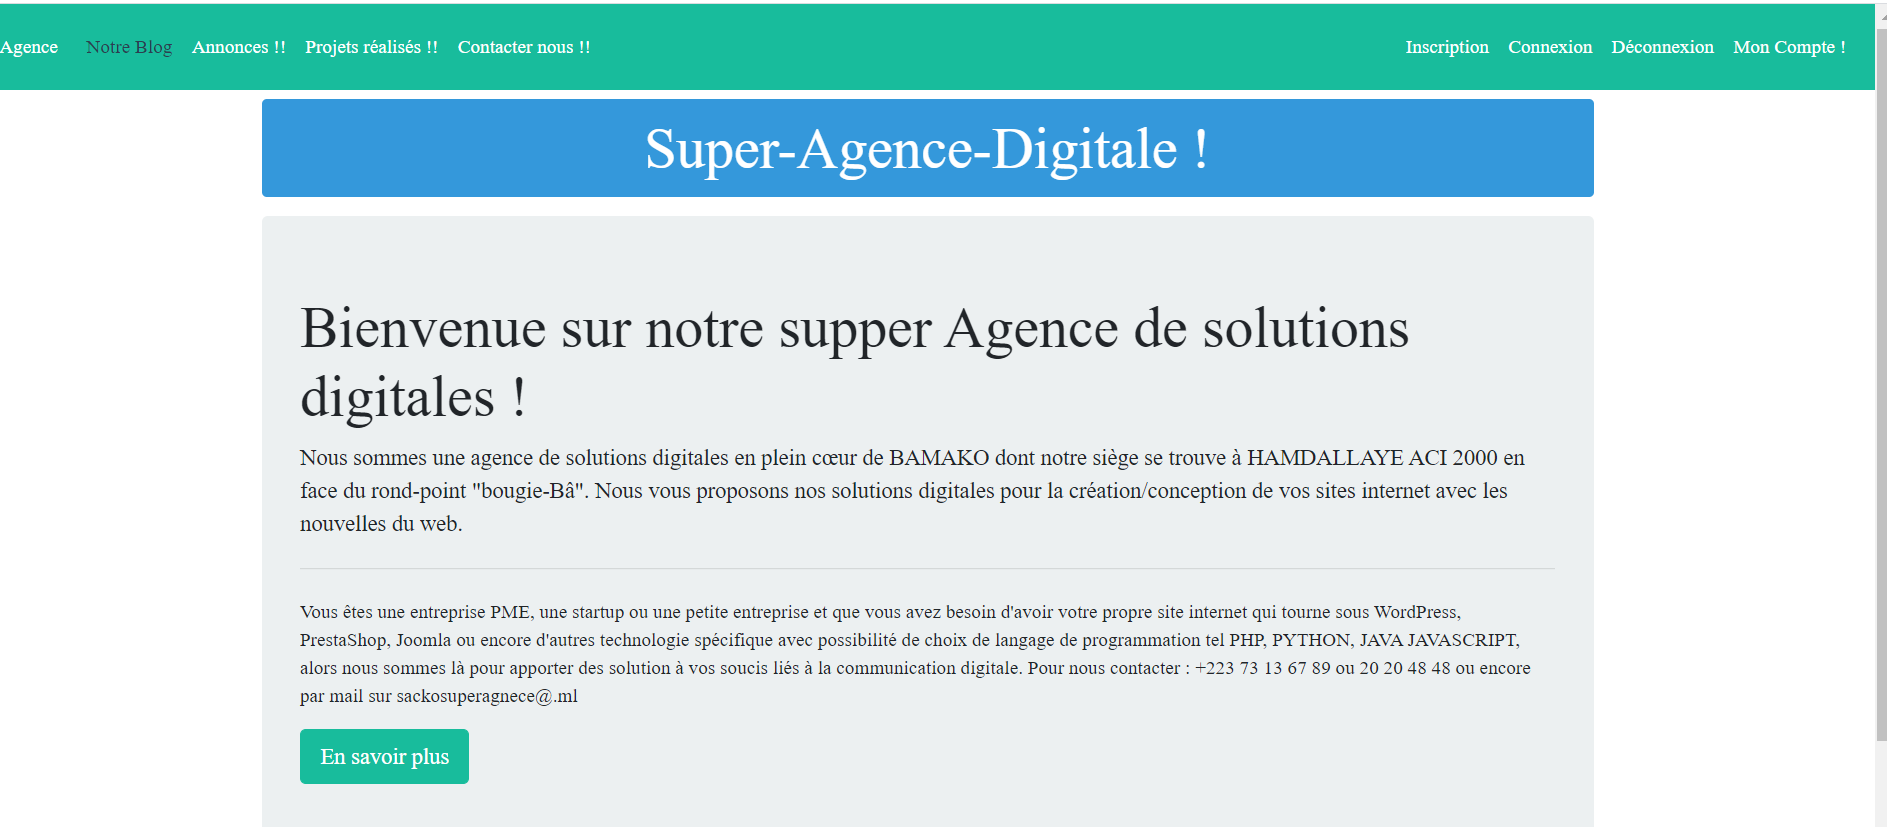 Agence Notre Blog Annonces !! Projets réalisés !! Contacter nous !! Inscription Connexion Déconnexion Mon Compte !
Super-Agence-Digitale !
Bienvenue sur notre supper Agence de solutions
digitales !
Nous sommes une agence de solutions digitales en plein cœur de BAMAKO dont notre siège se trouve à HAMDALLAYE ACI 2000 en
face du rond-point "bougie-Bâ". Nous vous proposons nos solutions digitales pour la création/conception de vos sites internet avec les
nouvelles du web.
Vous êtes une entreprise PME, une startup ou une petite entreprise et que vous avez besoin d'avoir votre propre site internet qui tourne sous WordPress,
PrestaShop, Joomla ou encore d'autres technologie spécifique avec possibilité de choix de langage de programmation tel PHP, PYTHON, JAVA JAVASCRIPT,
alors nous sommes là pour apporter des solution à vos soucis liés à la communication digitale. Pour nous contacter : +223 73 13 67 89 ou 20 20 48 48 ou encore
par mail sur sackosuperagnece@.ml
En savoir plus